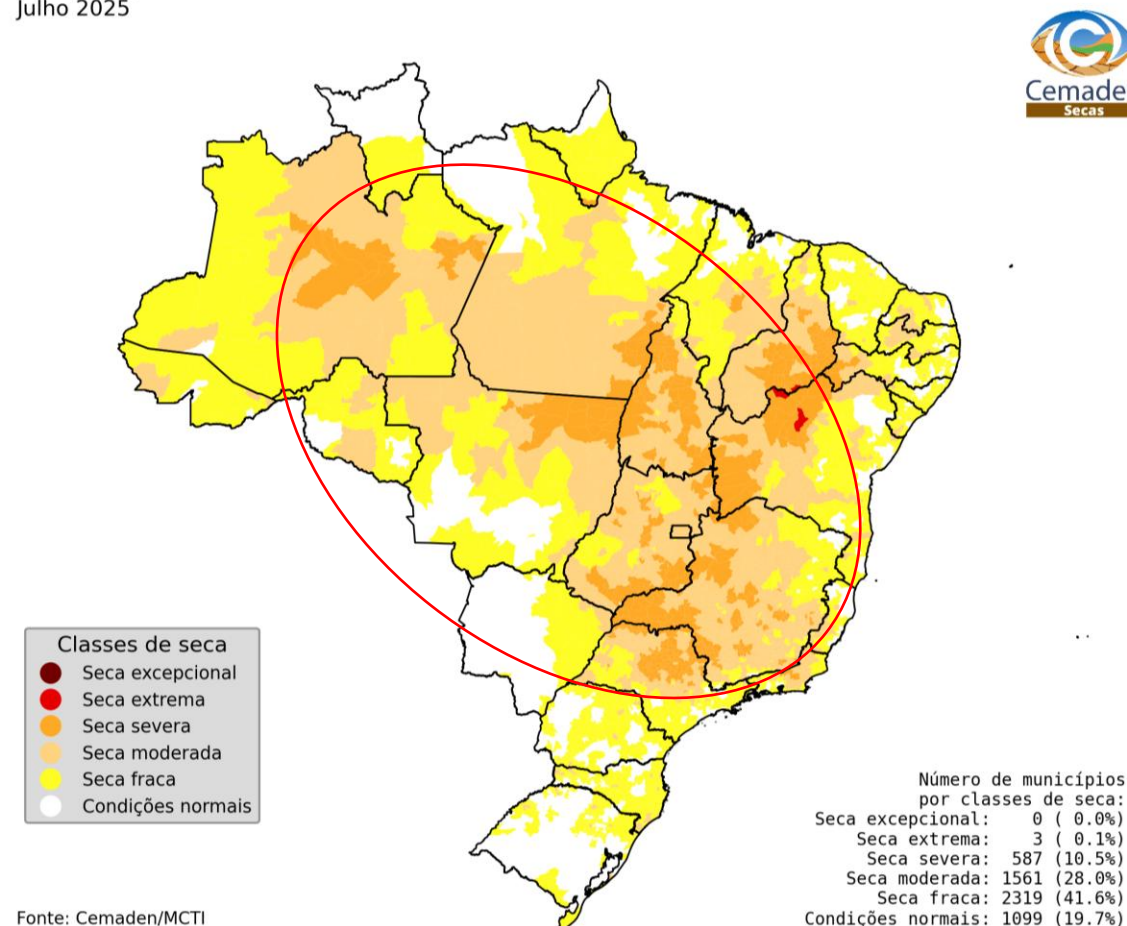 Julho 2025
Cemade
Secas
Classes de seca
Seca excepcional
Seca extrema
Seca severa
Seca moderada
Seca fraca
Condições normais
Número de municípios
por classes de seca:
Seca excepcional: 0 ( 0.0%)
Seca extrema: 3 ( 0.1%)
Seca severa: 587 (10.5%)
Seca moderada: 1561 (28.0%)
Seca fraca: 2319 (41.6%)
Condições normais: 1099 (19.7%)
Fonte: Cemaden/MCTI